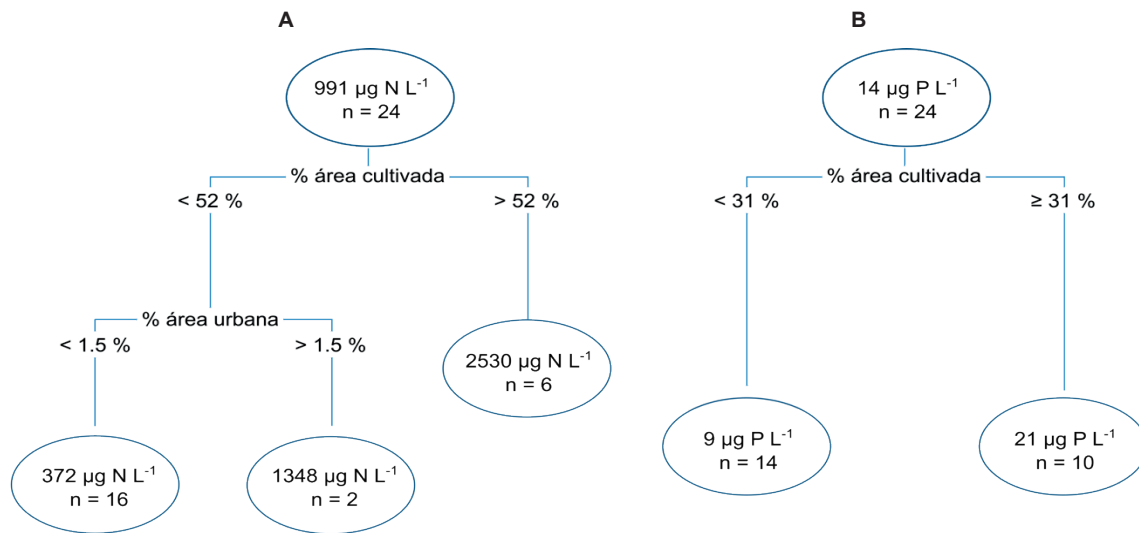 A
991 µg N L⁻¹
n = 24
% área cultivada
< 52 %
> 52 %
% área urbana
< 1.5 %
> 1.5 %
2530 µg N L⁻¹
n = 6
372 µg N L⁻¹
n = 16
1348 µg N L⁻¹
n = 2
B
14 µg P L⁻¹
n = 24
% área cultivada
< 31 %
≥ 31 %
9 µg P L⁻¹
n = 14
21 µg P L⁻¹
n = 10